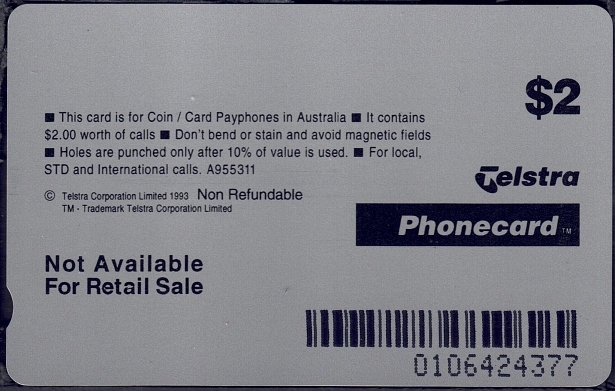 $2
■ This card is for Coin / Card Payphones in Australia ■ It contains
$2.00 worth of calls ■ Don't bend or stain and avoid magnetic fields
■ Holes are punched only after 10% of value is used. ■ For local,
STD and International calls. A955311
Telstra
© Telstra Corporation Limited 1993 Non Refundable
TM - Trademark Telstra Corporation Limited
Phonecard TM
Not Available
For Retail Sale
0106424377